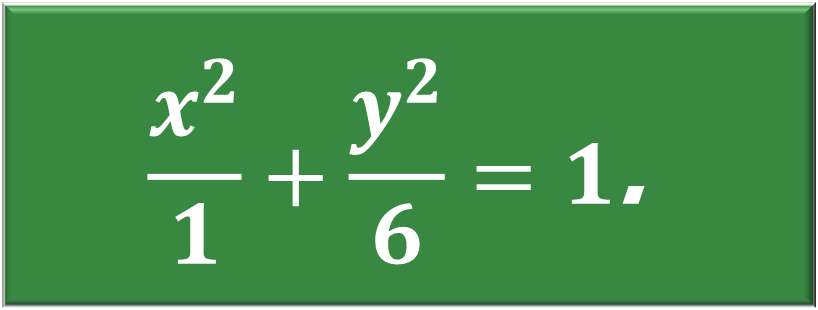 x²/1 + y²/6 = 1.